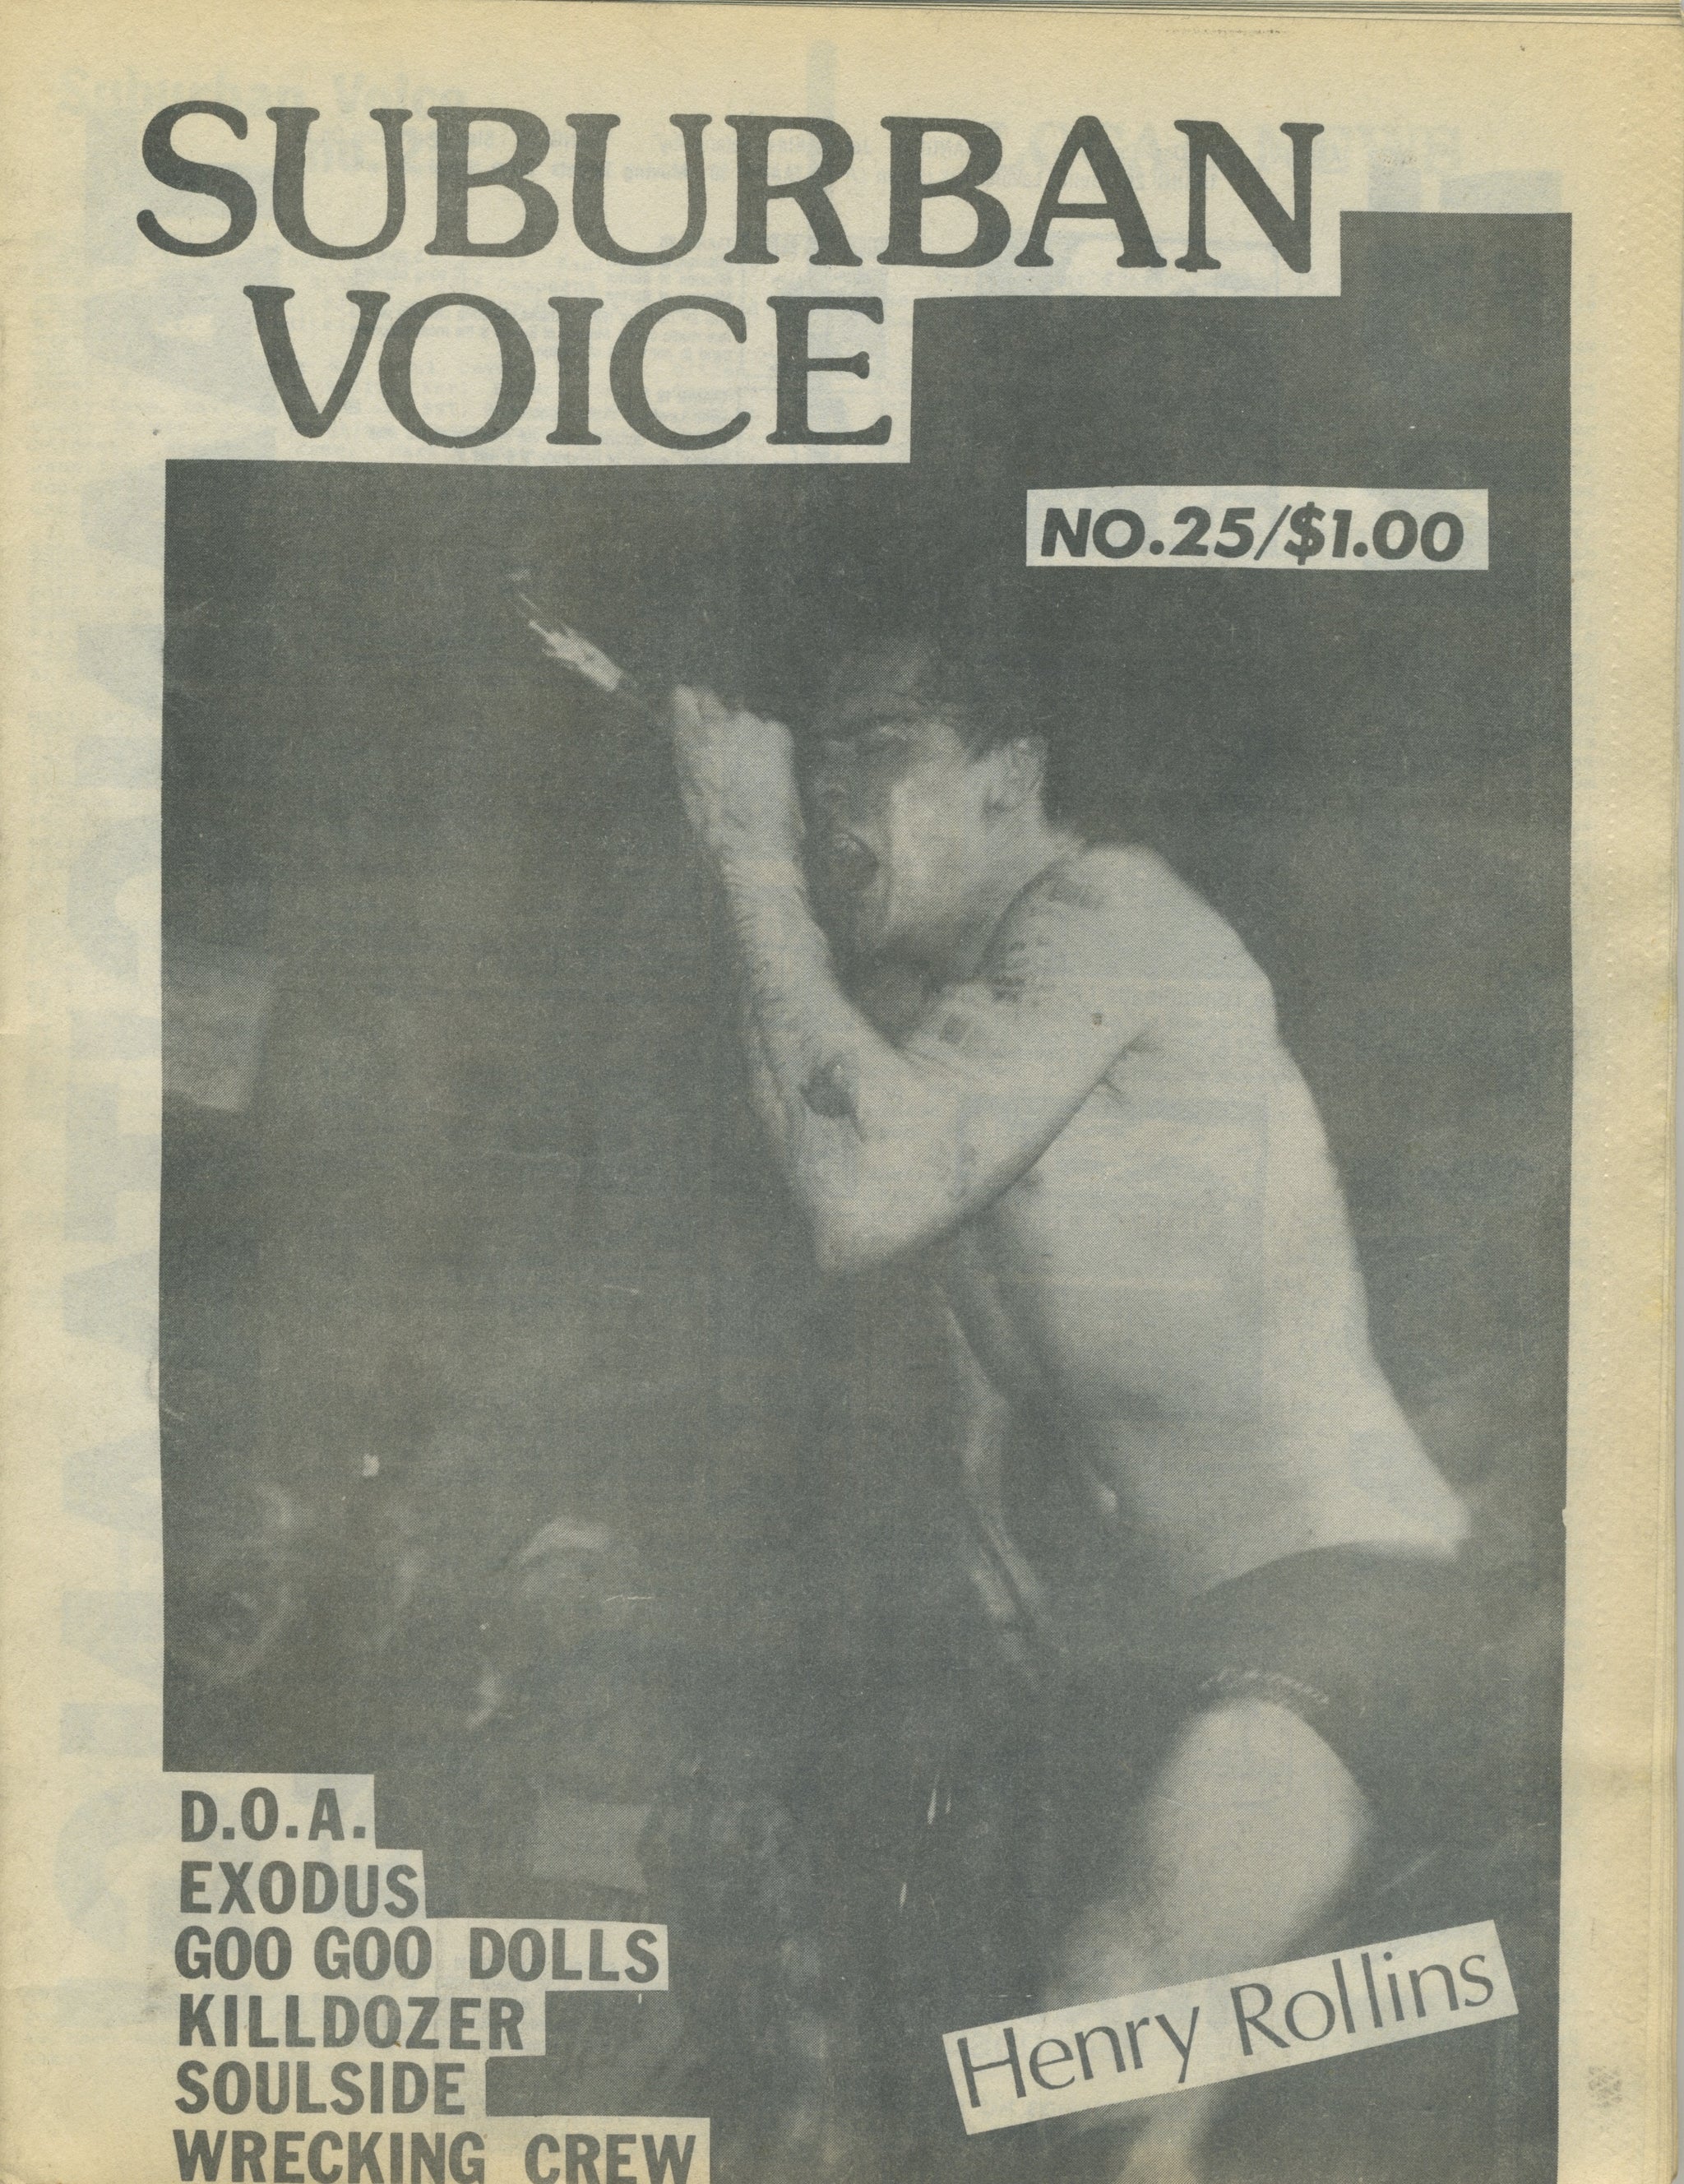 SUBURBAN
VOICE
NO.25/$1.00
D.O.A.
EXODUS
GOO GOO DOLLS
KILLDOZER
SOULSIDE
WRECKING CREW
Henry Rollins